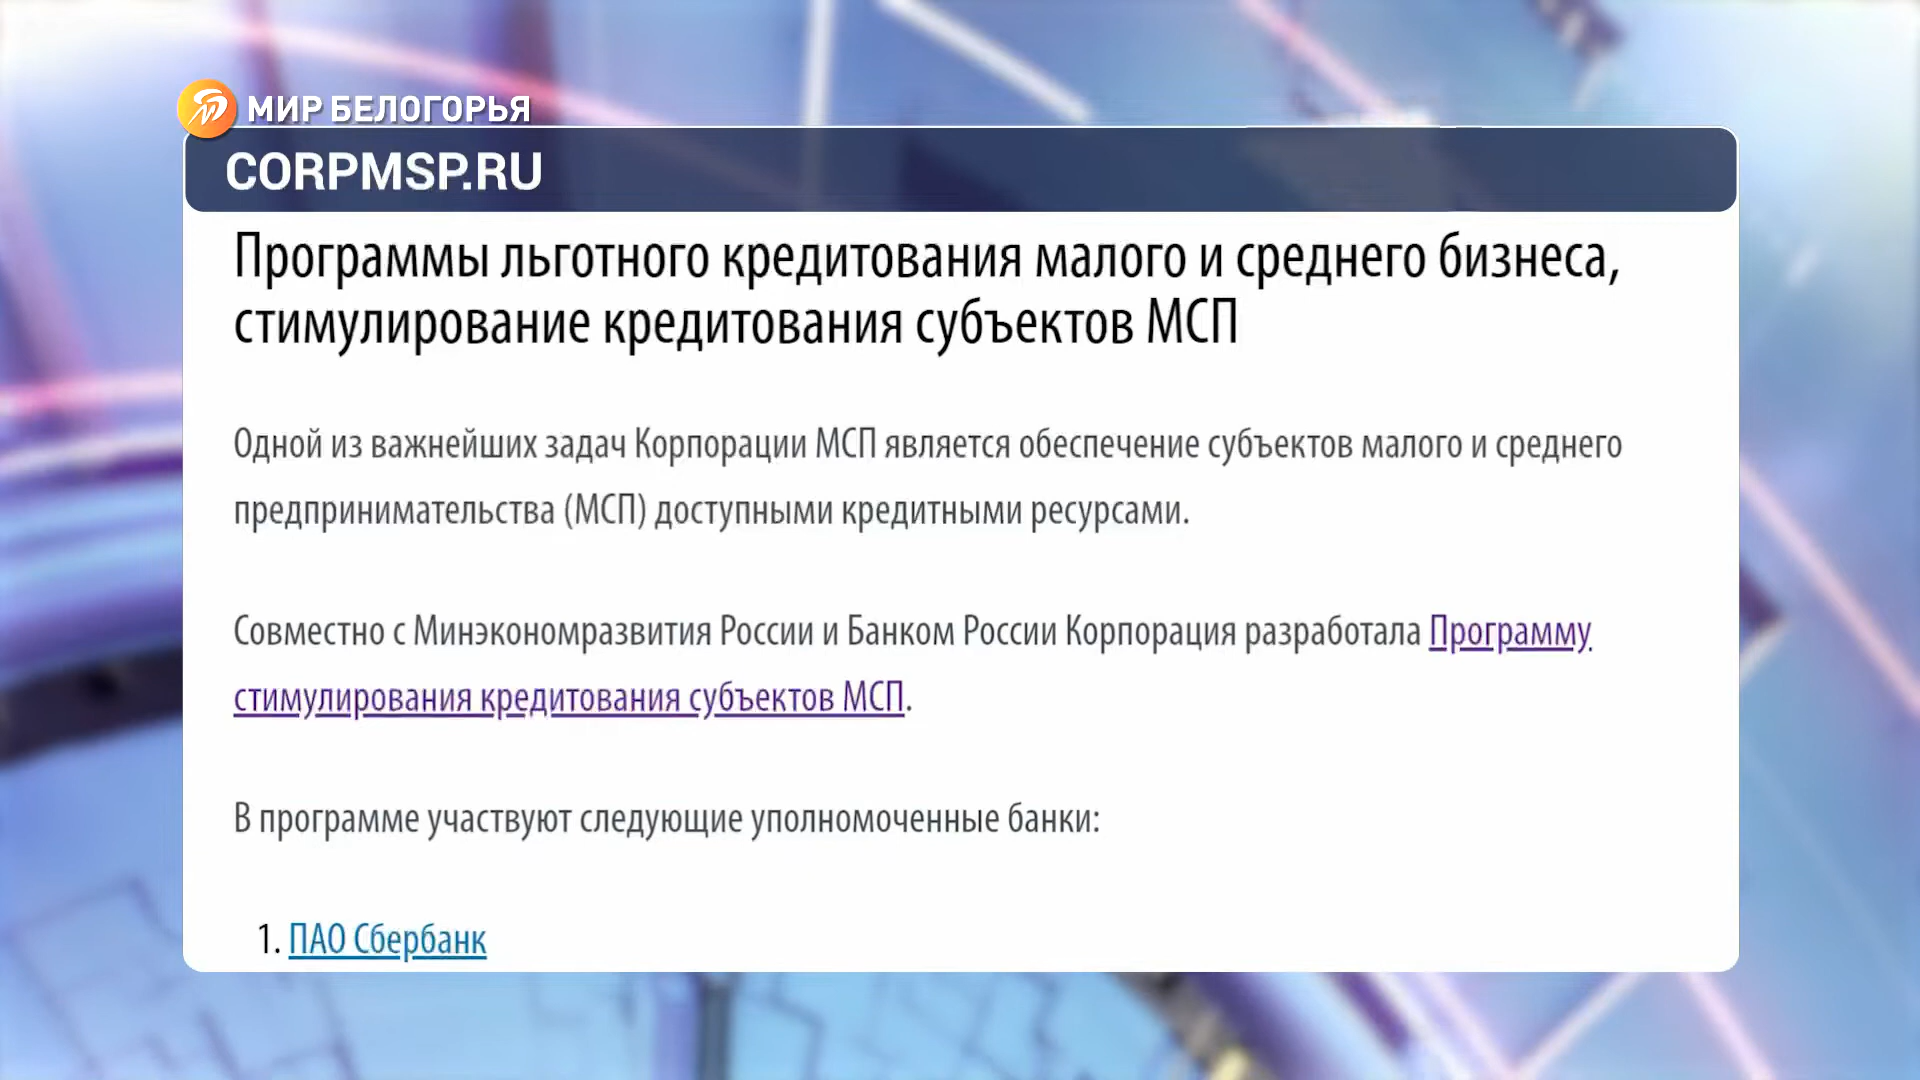 МИР БЕЛОГОРЬЯ
CORPMSP.RU
Программы льготного кредитования малого и среднего бизнеса,
стимулирование кредитования субъектов МСП
Одной из важнейших задач Корпорации МСП является обеспечение субъектов малого и среднего
предпринимательства (МСП) доступными кредитными ресурсами.
Совместно с Минэкономразвития России и Банком России Корпорация разработала Программу
стимулирования кредитования субъектов МСП.
В программе участвуют следующие уполномоченные банки:
1. ПАО Сбербанк